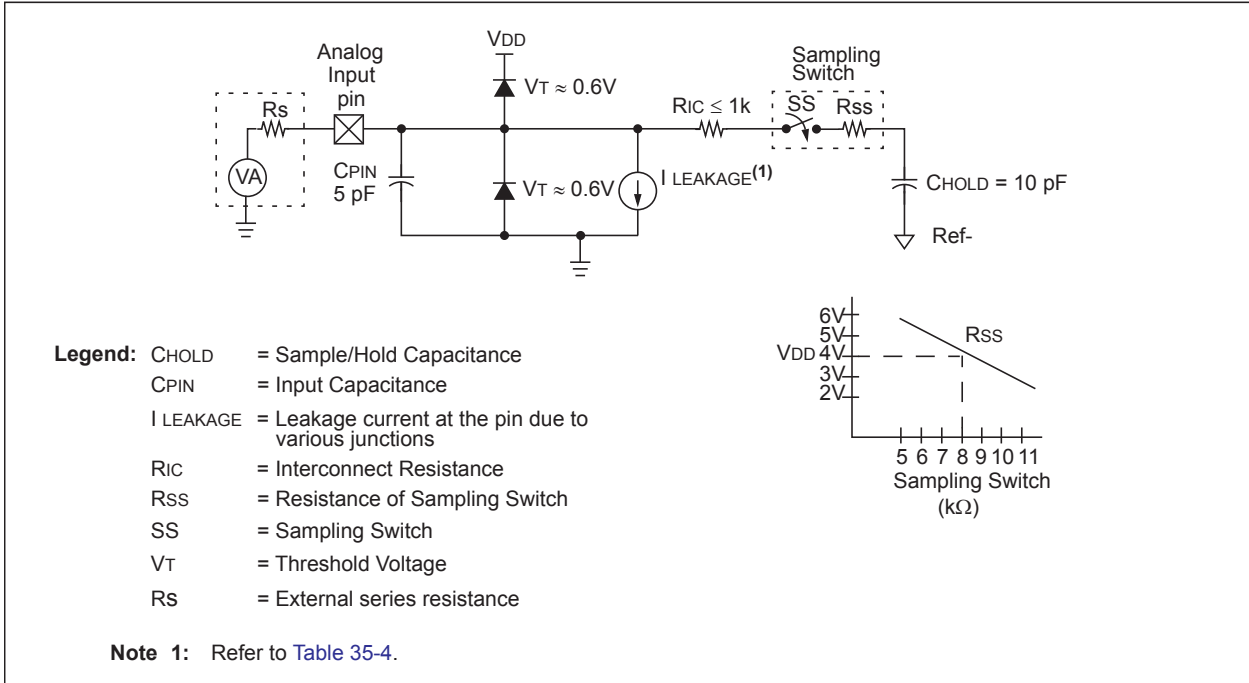 VDD
Analog
Input
pin
Sampling
Switch
VT ≈ 0.6V
Rs
RIC ≤ 1k
SS
Rss
VA
CPIN
5 pF
VT ≈ 0.6V
I LEAKAGE(1)
CHOLD = 10 pF
Ref-
6V
5V
VDD 4V
3V
2V
RSS
5 6 7 8 9 10 11
Sampling Switch
(kΩ)
Legend: CHOLD = Sample/Hold Capacitance
CPIN = Input Capacitance
I LEAKAGE = Leakage current at the pin due to
various junctions
RIC = Interconnect Resistance
RSS = Resistance of Sampling Switch
SS = Sampling Switch
VT = Threshold Voltage
Rs = External series resistance
Note 1: Refer to Table 35-4.